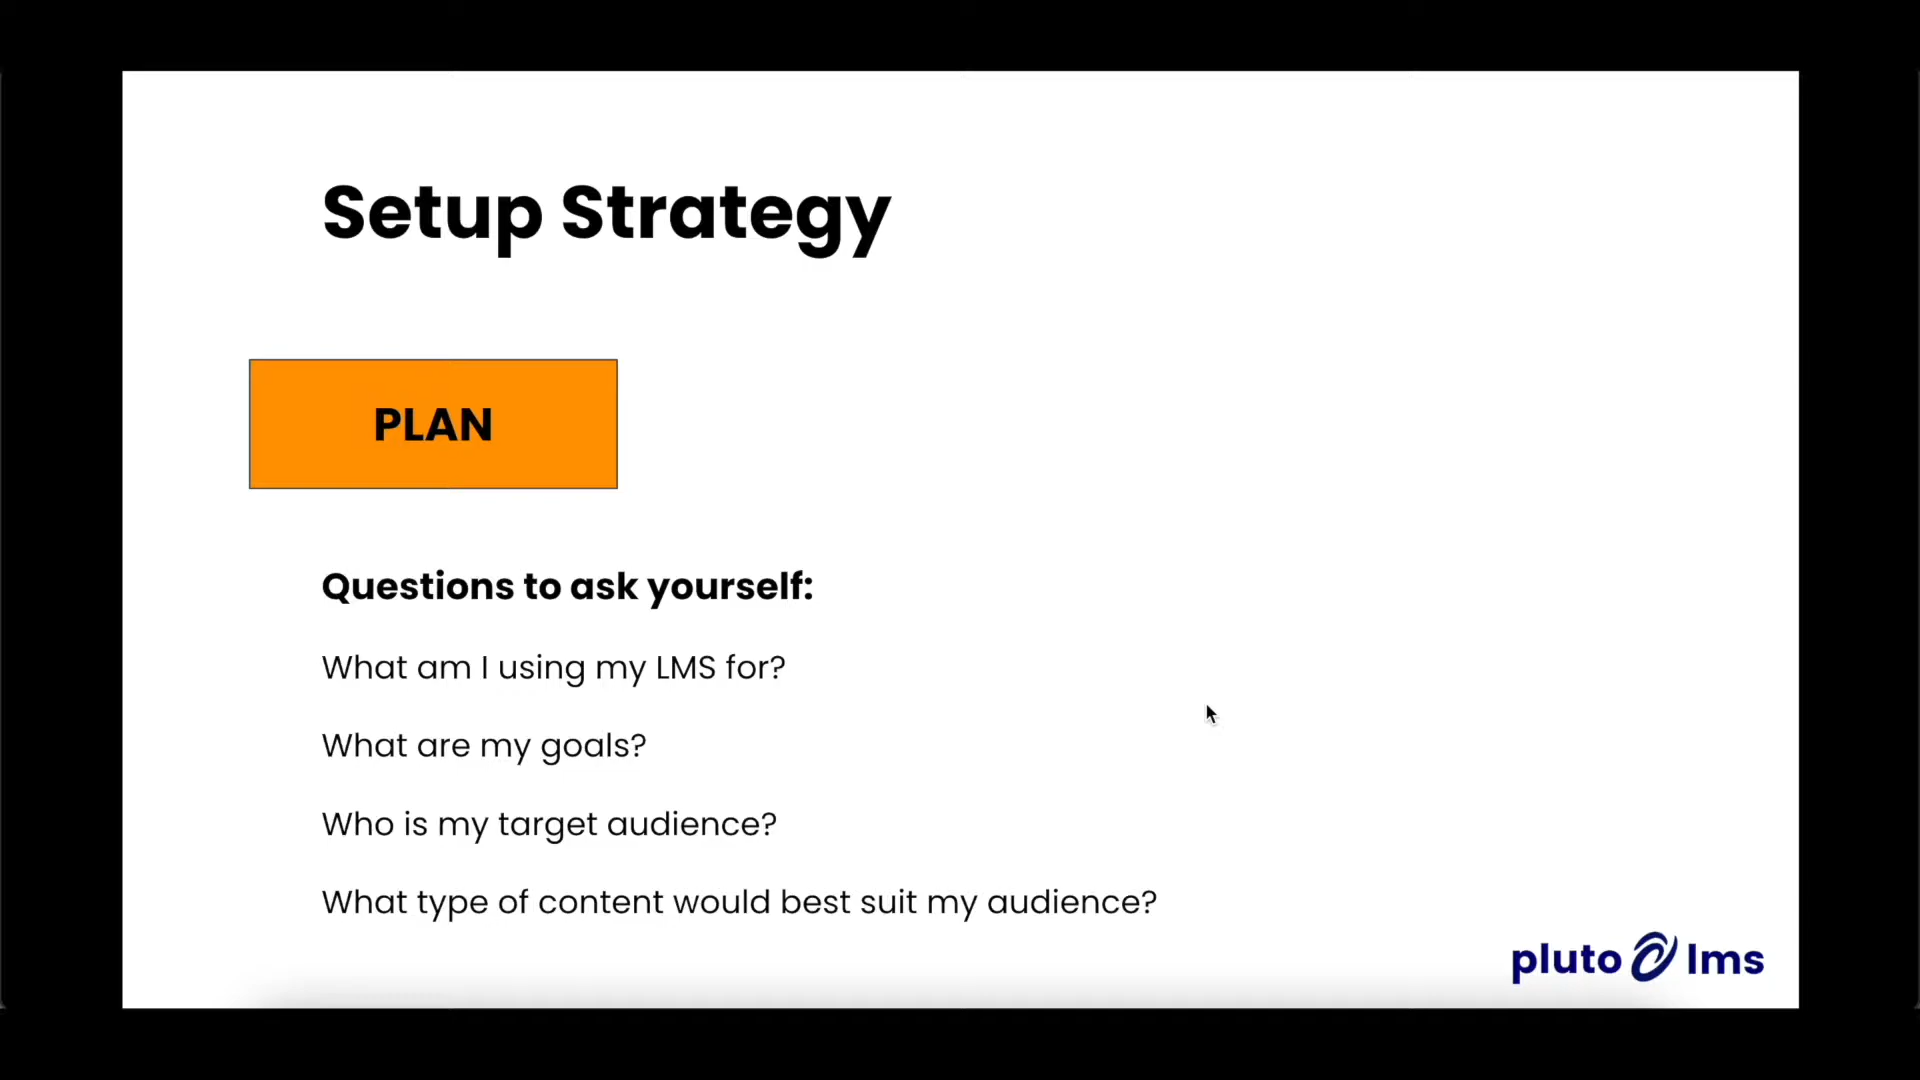 Setup Strategy
PLAN
Questions to ask yourself:
What am I using my LMS for?
What are my goals?
Who is my target audience?
What type of content would best suit my audience?
pluto lms